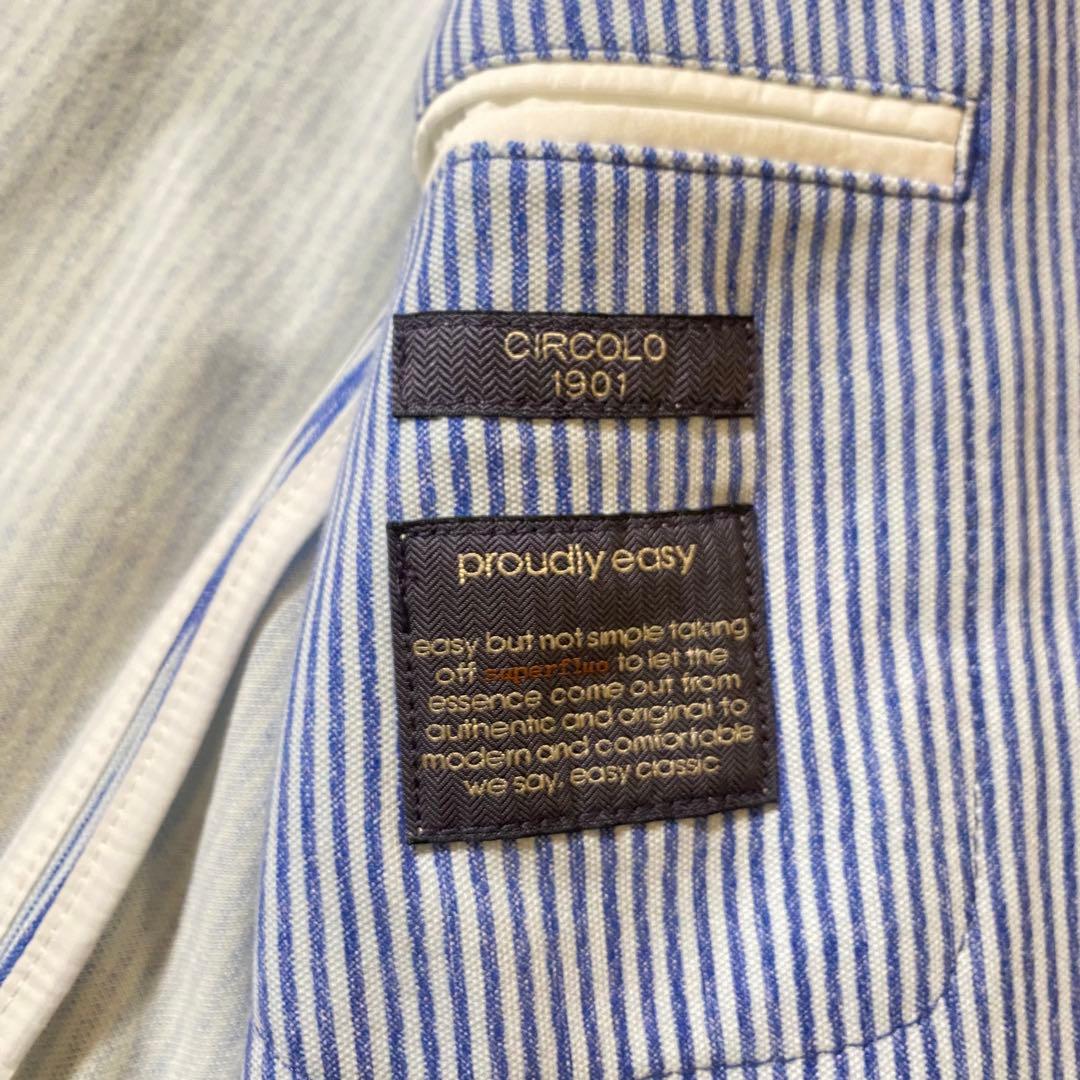 CIRCOLO
1901
proudly easy
easy but not simple taking
off superfluo to let the
essence come out from
authentic and original to
modern and comfortable
we say, easy classic